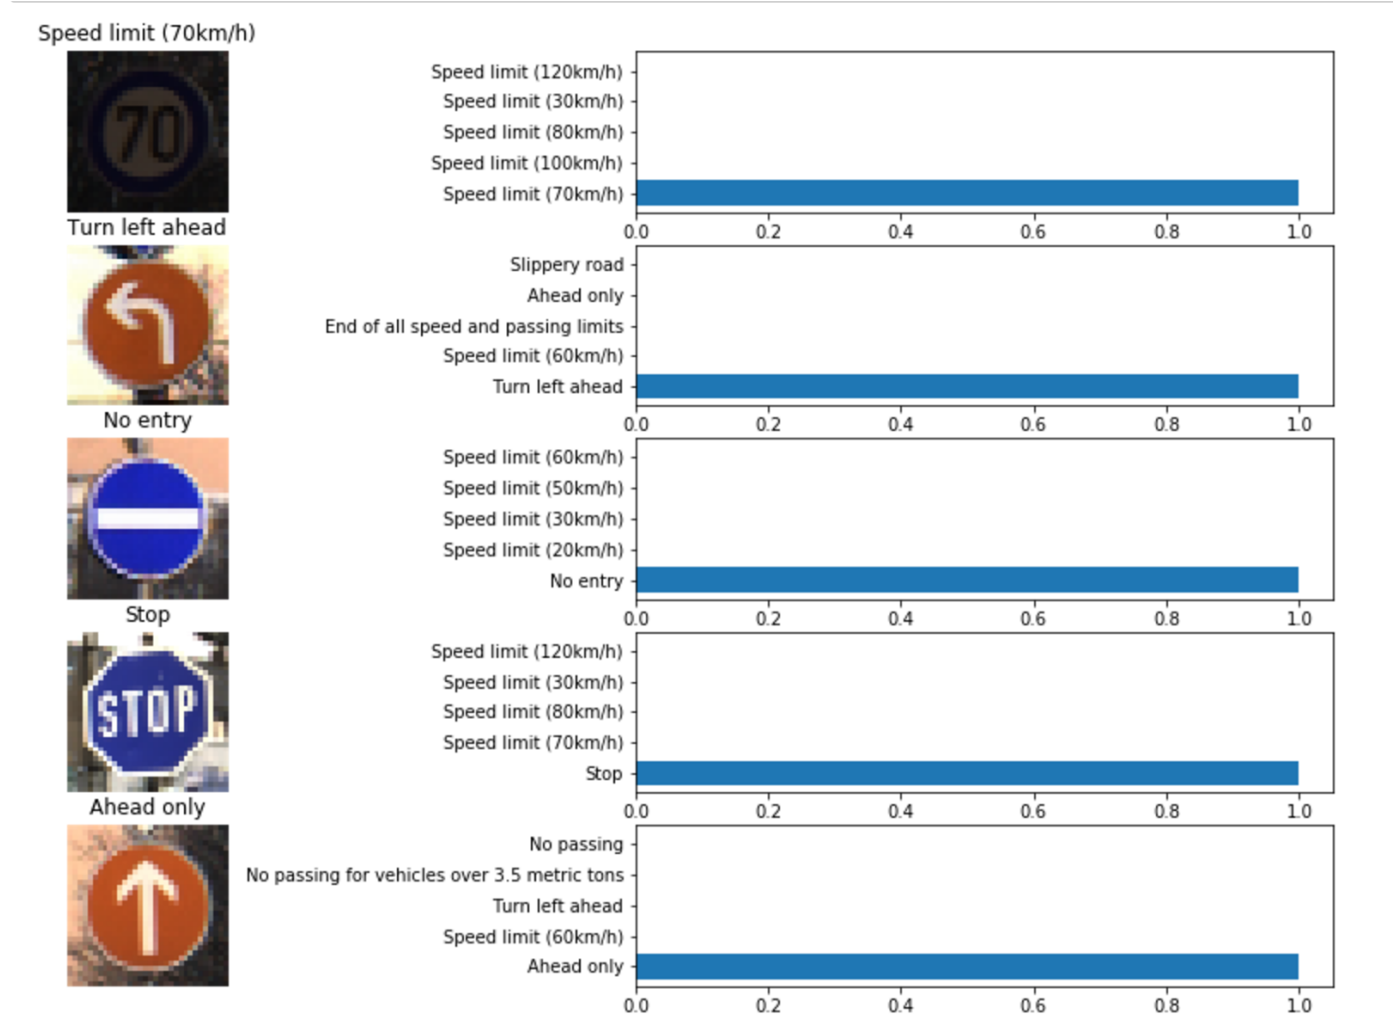 Speed limit (70km/h)
70
Speed limit (120km/h)
Speed limit (30km/h)
Speed limit (80km/h)
Speed limit (100km/h)
Speed limit (70km/h)
0.0 0.2 0.4 0.6 0.8 1.0
Turn left ahead
Slippery road
Ahead only
End of all speed and passing limits
Speed limit (60km/h)
Turn left ahead
0.0 0.2 0.4 0.6 0.8 1.0
No entry
Speed limit (60km/h)
Speed limit (50km/h)
Speed limit (30km/h)
Speed limit (20km/h)
No entry
0.0 0.2 0.4 0.6 0.8 1.0
Stop
STOP
Speed limit (120km/h)
Speed limit (30km/h)
Speed limit (80km/h)
Speed limit (70km/h)
Stop
0.0 0.2 0.4 0.6 0.8 1.0
Ahead only
No passing
No passing for vehicles over 3.5 metric tons
Turn left ahead
Speed limit (60km/h)
Ahead only
0.0 0.2 0.4 0.6 0.8 1.0